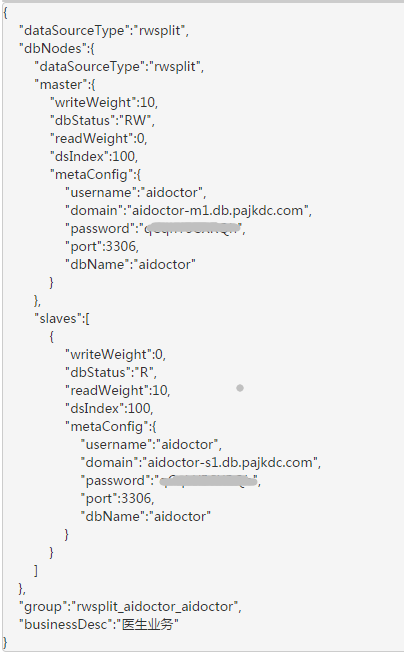 {
"dataSourceType":"rwsplit",
"dbNodes":{
"dataSourceType":"rwsplit",
"master":{
"writeWeight":10,
"dbStatus":"RW",
"readWeight":0,
"dsIndex":100,
"metaConfig":{
"username":"aidoctor",
"domain":"aidoctor-m1.db.pajkdc.com",
"password":
"port":3306,
"dbName":"aidoctor"
}
},
"slaves":[
{
"writeWeight":0,
"dbStatus":"R",
"readWeight":10,
"dsIndex":100,
"metaConfig":{
"username":"aidoctor",
"domain":"aidoctor-s1.db.pajkdc.com",
"password":
"port":3306,
"dbName":"aidoctor"
}
}
]
},
"group":"rwsplit_aidoctor_aidoctor",
"businessDesc":"医生业务"
}